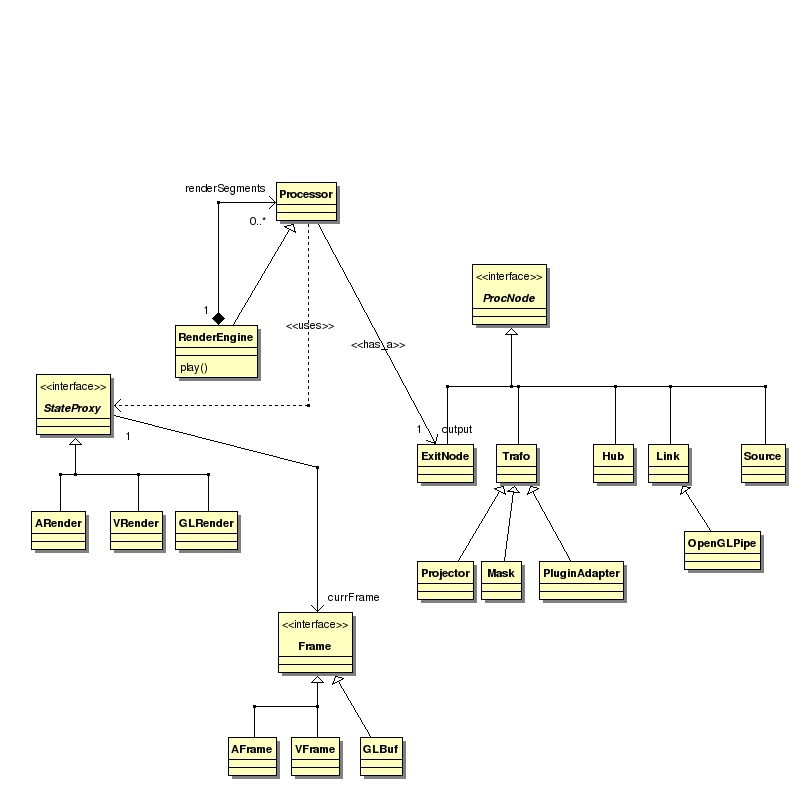 renderSegments
Processor
0..*
<<interface>>
ProcNode
1
RenderEngine
play()
<<uses>>
<<has_a>>
<<interface>>
StateProxy
1
1
output
ExitNode
Trafo
Hub
Link
Source
ARender
VRender
GLRender
OpenGLPipe
Projector
Mask
PluginAdapter
currFrame
<<interface>>
Frame
AFrame
VFrame
GLBuf